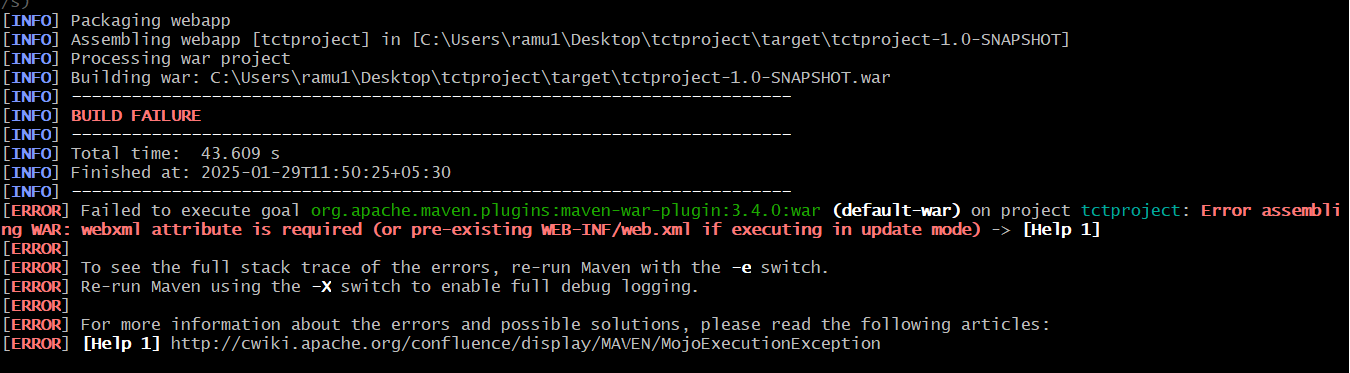 /s)
[INFO] Packaging webapp
[INFO] Assembling webapp [tctproject] in [C:\Users\ramu1\Desktop\tctproject\target\tctproject-1.0-SNAPSHOT]
[INFO] Processing war project
[INFO] Building war: C:\Users\ramu1\Desktop\tctproject\target\tctproject-1.0-SNAPSHOT.war
[INFO] ------------------------------------------------------------------------
[INFO] BUILD FAILURE
[INFO] ------------------------------------------------------------------------
[INFO] Total time:  43.609 s
[INFO] Finished at: 2025-01-29T11:50:25+05:30
[INFO] ------------------------------------------------------------------------
[ERROR] Failed to execute goal org.apache.maven.plugins:maven-war-plugin:3.4.0:war (default-war) on project tctproject: Error assembli
ng WAR: webxml attribute is required (or pre-existing WEB-INF/web.xml if executing in update mode) -> [Help 1]
[ERROR]
[ERROR] To see the full stack trace of the errors, re-run Maven with the -e switch.
[ERROR] Re-run Maven using the -X switch to enable full debug logging.
[ERROR]
[ERROR] For more information about the errors and possible solutions, please read the following articles:
[ERROR] [Help 1] http://cwiki.apache.org/confluence/display/MAVEN/MojoExecutionException